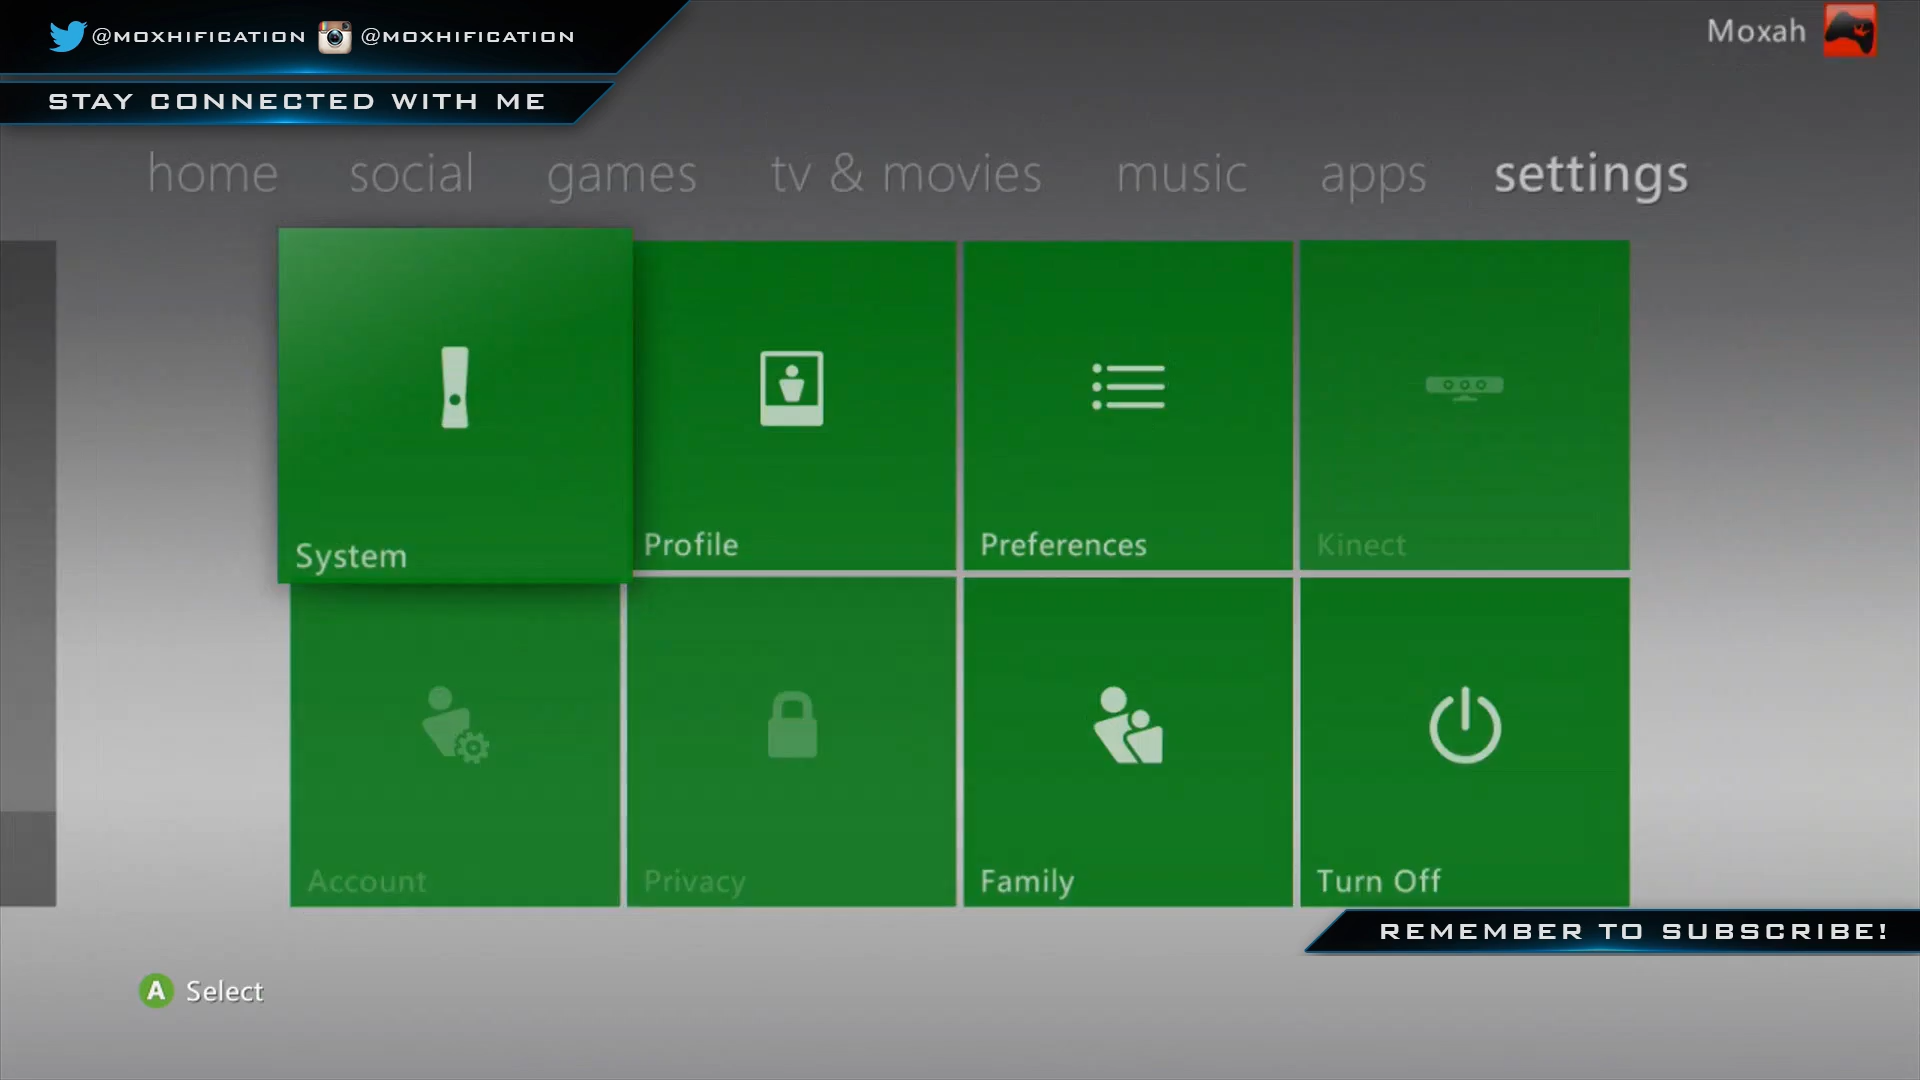 @MOXHIFICATION @MOXHIFICATION
STAY CONNECTED WITH ME
Moxah
home social games tv & movies music apps settings
System Profile Preferences Kinect
Account Privacy Family Turn Off
REMEMBER TO SUBSCRIBE!
A Select